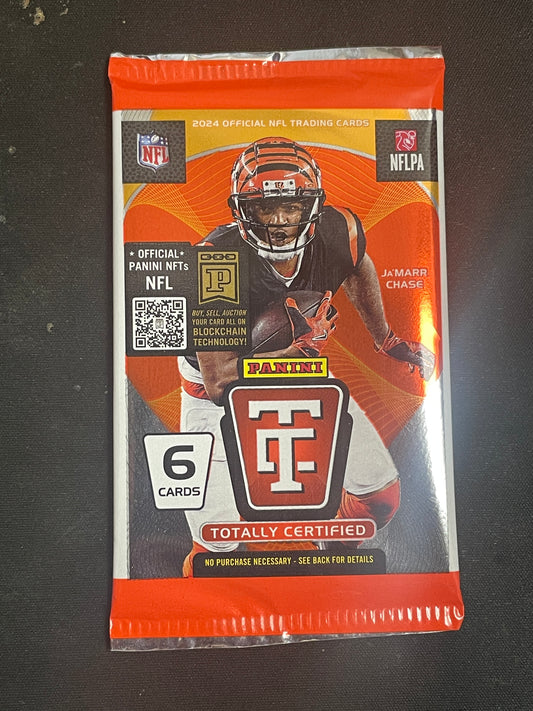 2024 OFFICIAL NFL TRADING CARDS
NFL
NFLPA
★ OFFICIAL ★
PANINI NFTs
NFL
P
BUY, SELL, AUCTION
YOUR CARD ALL ON
BLOCKCHAIN
TECHNOLOGY!
JA'MARR
CHASE
PANINI
TC
6
CARDS
TOTALLY CERTIFIED
NO PURCHASE NECESSARY - SEE BACK FOR DETAILS